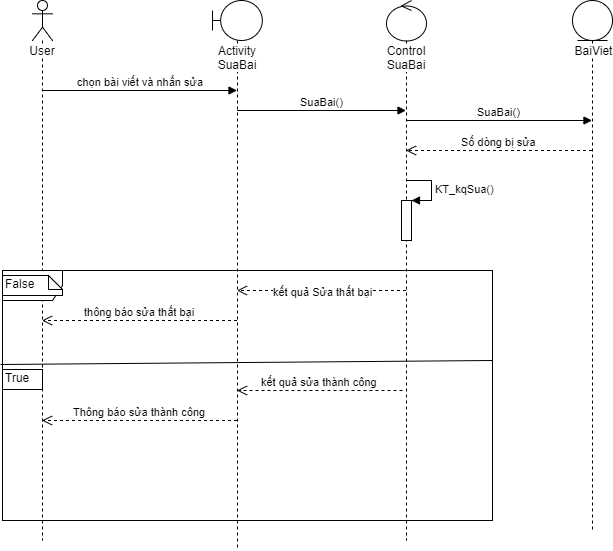 User
Activity
SuaBai
Control
SuaBai
BaiViet
chọn bài viết và nhấn sửa
SuaBai()
SuaBai()
Số dòng bị sửa
KT_kqSua()
False
kết quả Sửa thất bại
thông báo sửa thất bại
True
kết quả sửa thành công
Thông báo sửa thành công